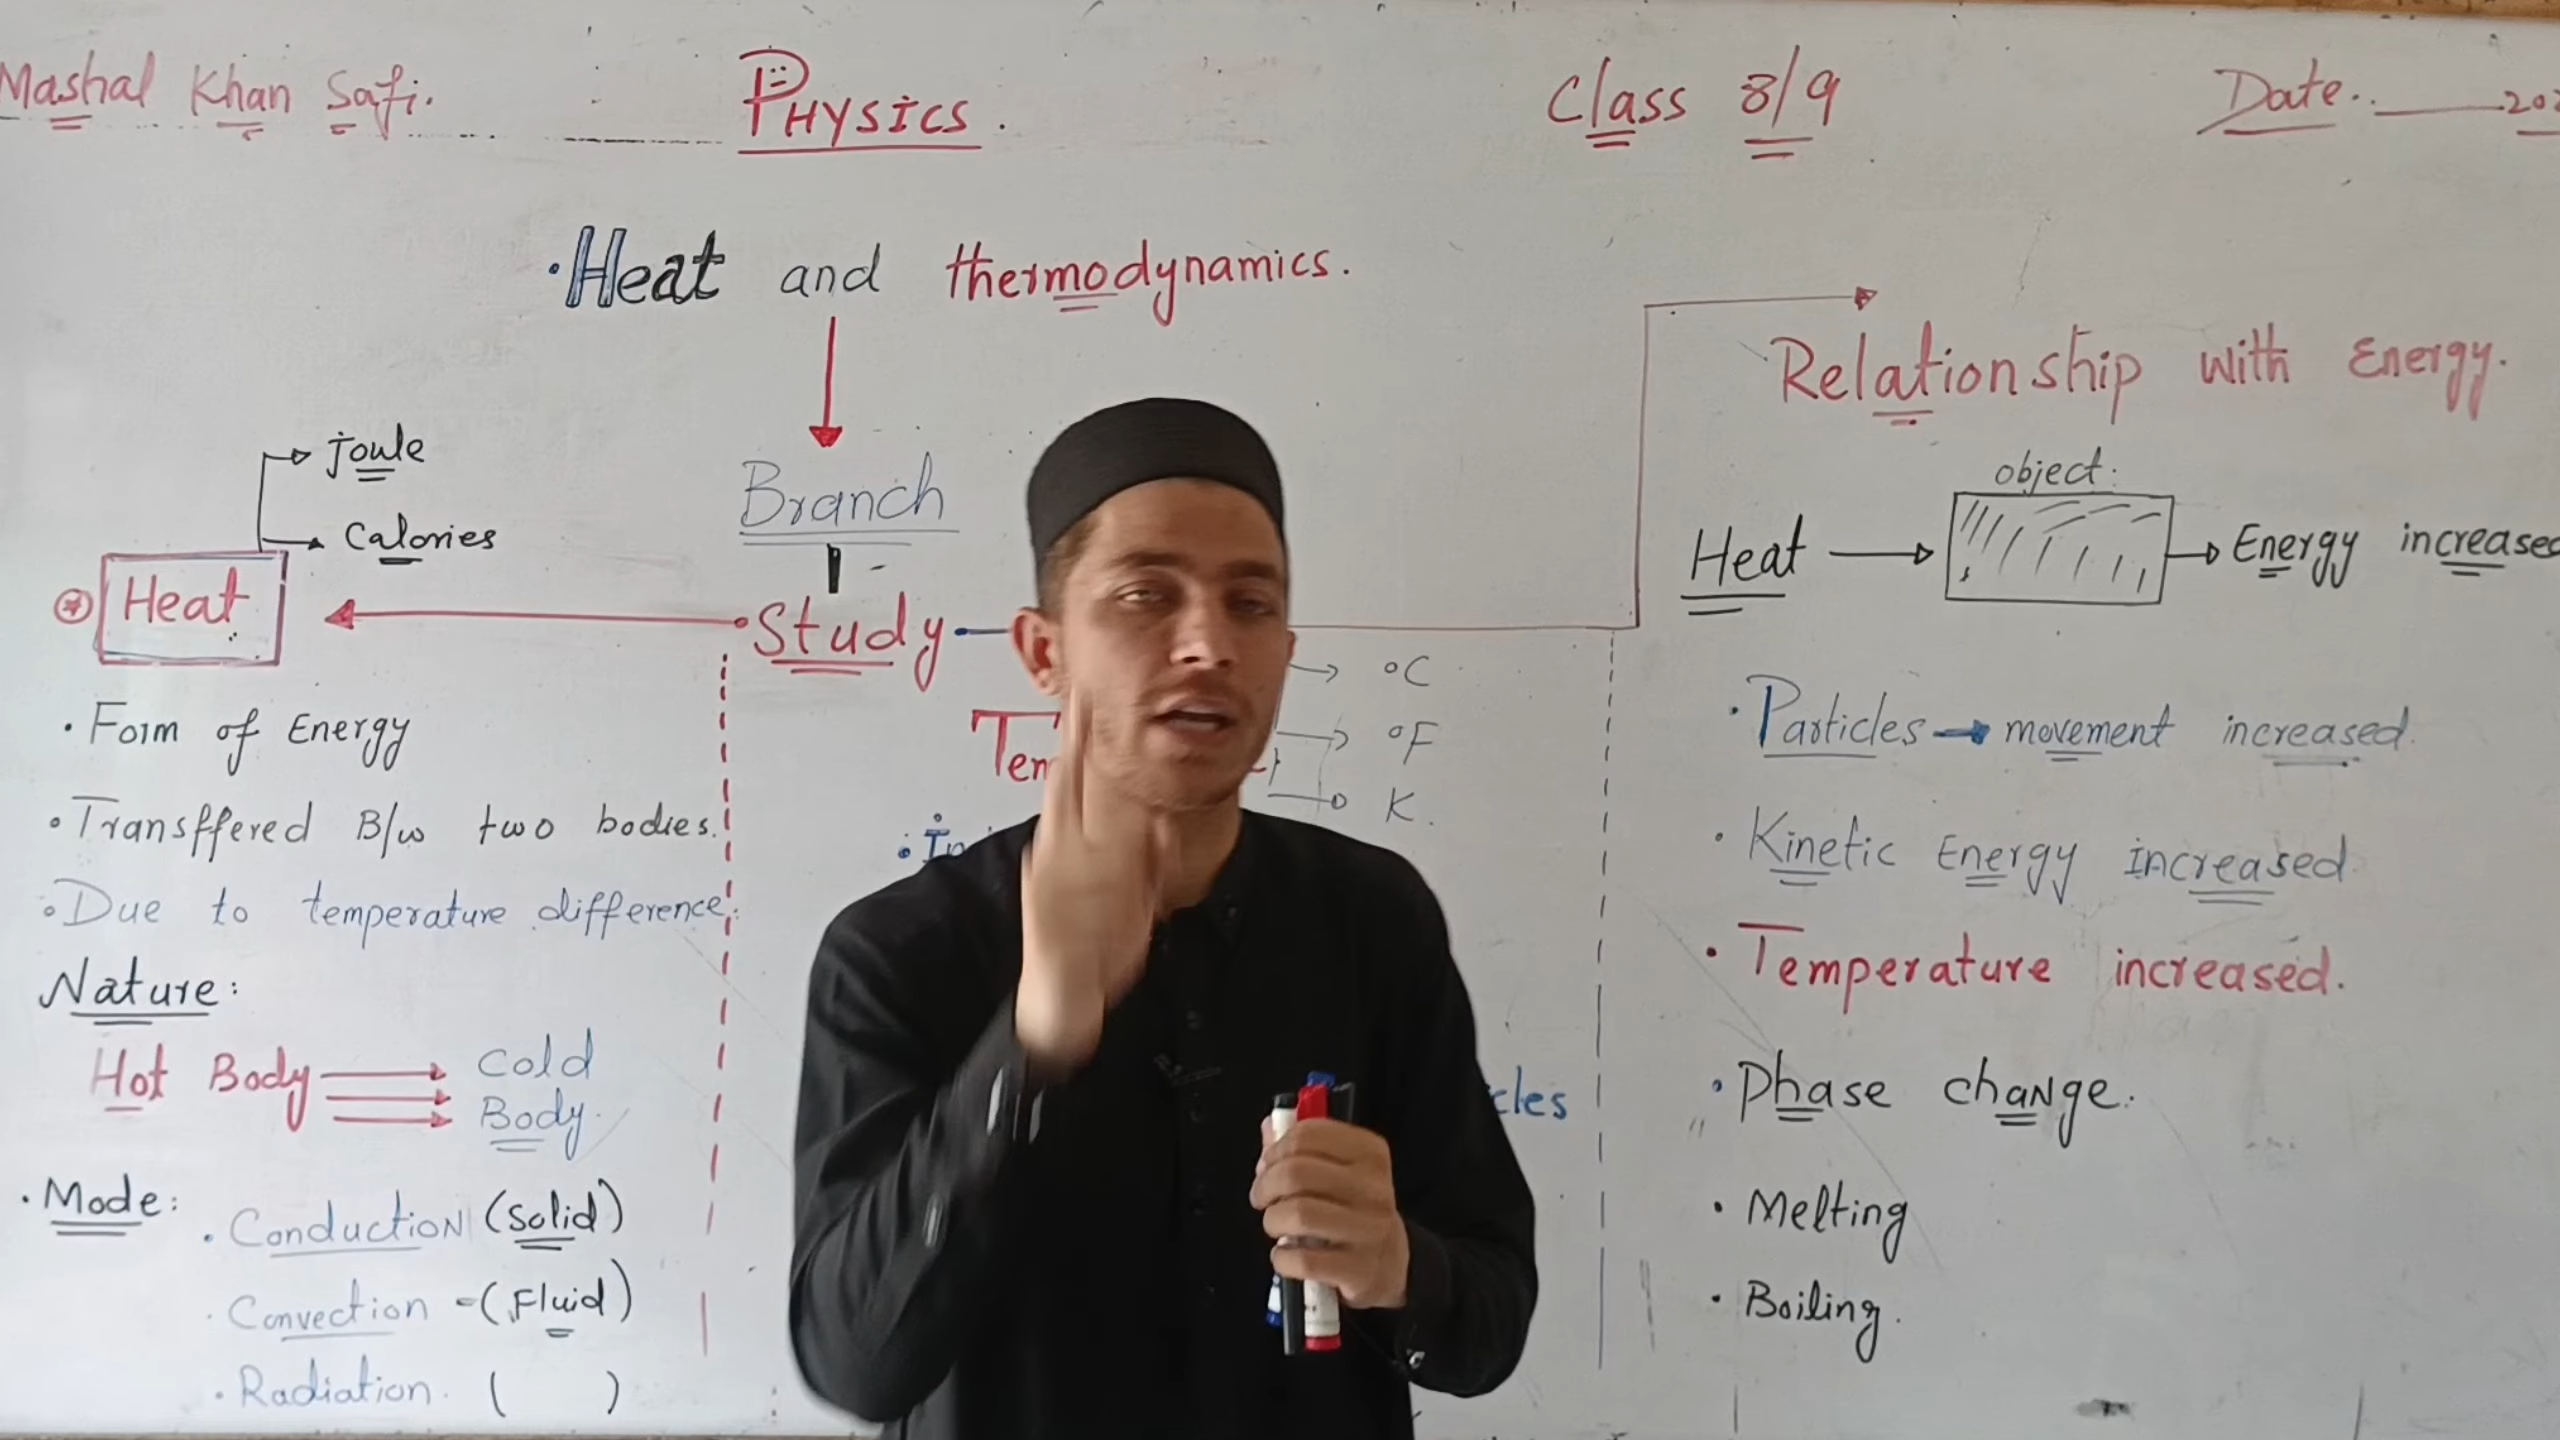 Mashal Khan Safi. PHYSICS. Class 8/9 Date.
• Heat and thermodynamics.
Branch
• Study
Joule
Calories
Heat
• Form of Energy
• Transffered B/w two bodies.
• Due to temperature difference.
Nature:
Hot Body Cold Body.
• Mode: • Conduction (Solid)
• Convection - (Fluid)
• Radiation. ( )
°C
°F
K.
Relationship with Energy.
object:
Heat Energy increased
• Particles movement increased.
• Kinetic Energy increased
• Temperature increased.
• Phase change.
• Melting
• Boiling.